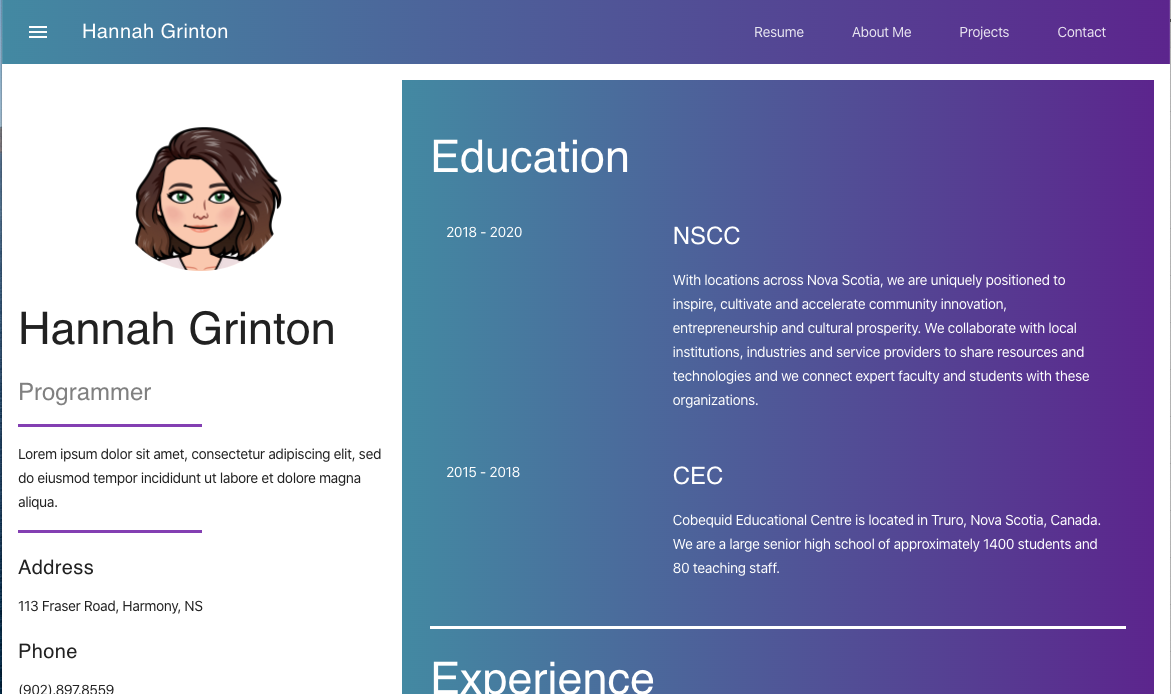 Hannah Grinton
Resume
About Me
Projects
Contact
Hannah Grinton
Programmer
Lorem ipsum dolor sit amet, consectetur adipiscing elit, sed
do eiusmod tempor incididunt ut labore et dolore magna
aliqua.
Address
113 Fraser Road, Harmony, NS
Phone
(902).897.8559
Education
2018 - 2020
NSCC
With locations across Nova Scotia, we are uniquely positioned to
inspire, cultivate and accelerate community innovation,
entrepreneurship and cultural prosperity. We collaborate with local
institutions, industries and service providers to share resources and
technologies and we connect expert faculty and students with these
organizations.
2015 - 2018
CEC
Cobequid Educational Centre is located in Truro, Nova Scotia, Canada.
We are a large senior high school of approximately 1400 students and
80 teaching staff.
Experience